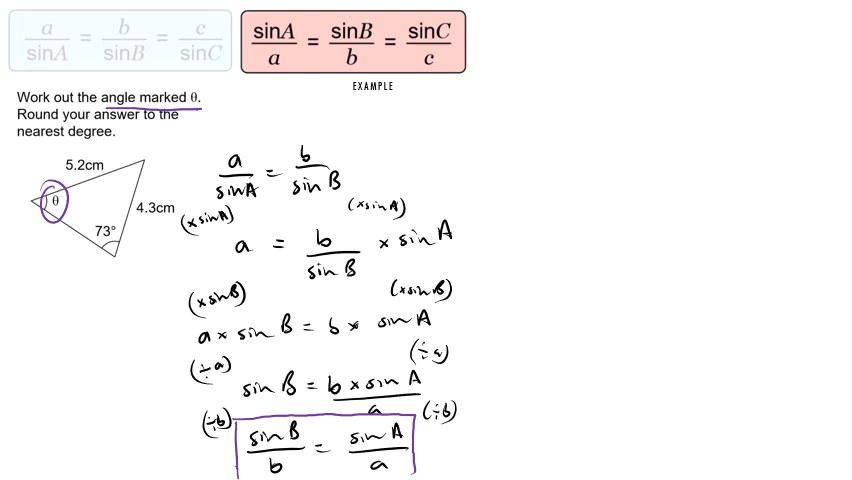 a/sinA = b/sinB = c/sinC
sinA/a = sinB/b = sinC/c
EXAMPLE
Work out the angle marked θ.
Round your answer to the
nearest degree.
5.2cm
θ
4.3cm
73°
a/sinA = b/sinB
(×sinA) (×sinA)
a = b/sinB × sinA
(×sinB) (×sinB)
a × sinB = b × sinA
(÷a) (÷a)
sinB = b × sinA/a
(÷b) (÷b)
sinB/b = sinA/a